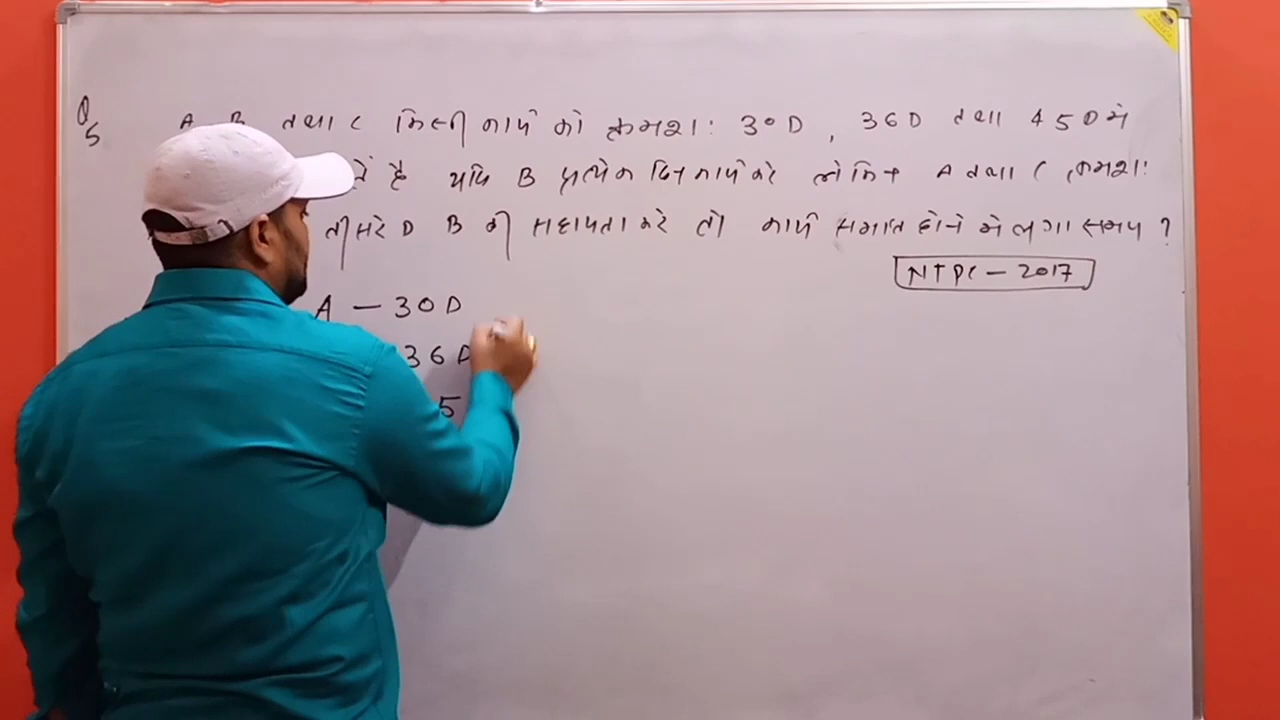 Q5 A B तथा C किसी कार्य को क्रमशः 30D , 36D तथा 45D मे
है यदि B प्रत्येक दिन कार्य करे लेकिन A तथा C क्रमशः
तीसरे D B की सहायता करे तो कार्य समाप्त होने मे लगा समय ?
NTPC - 2017
A - 30D
36D
5